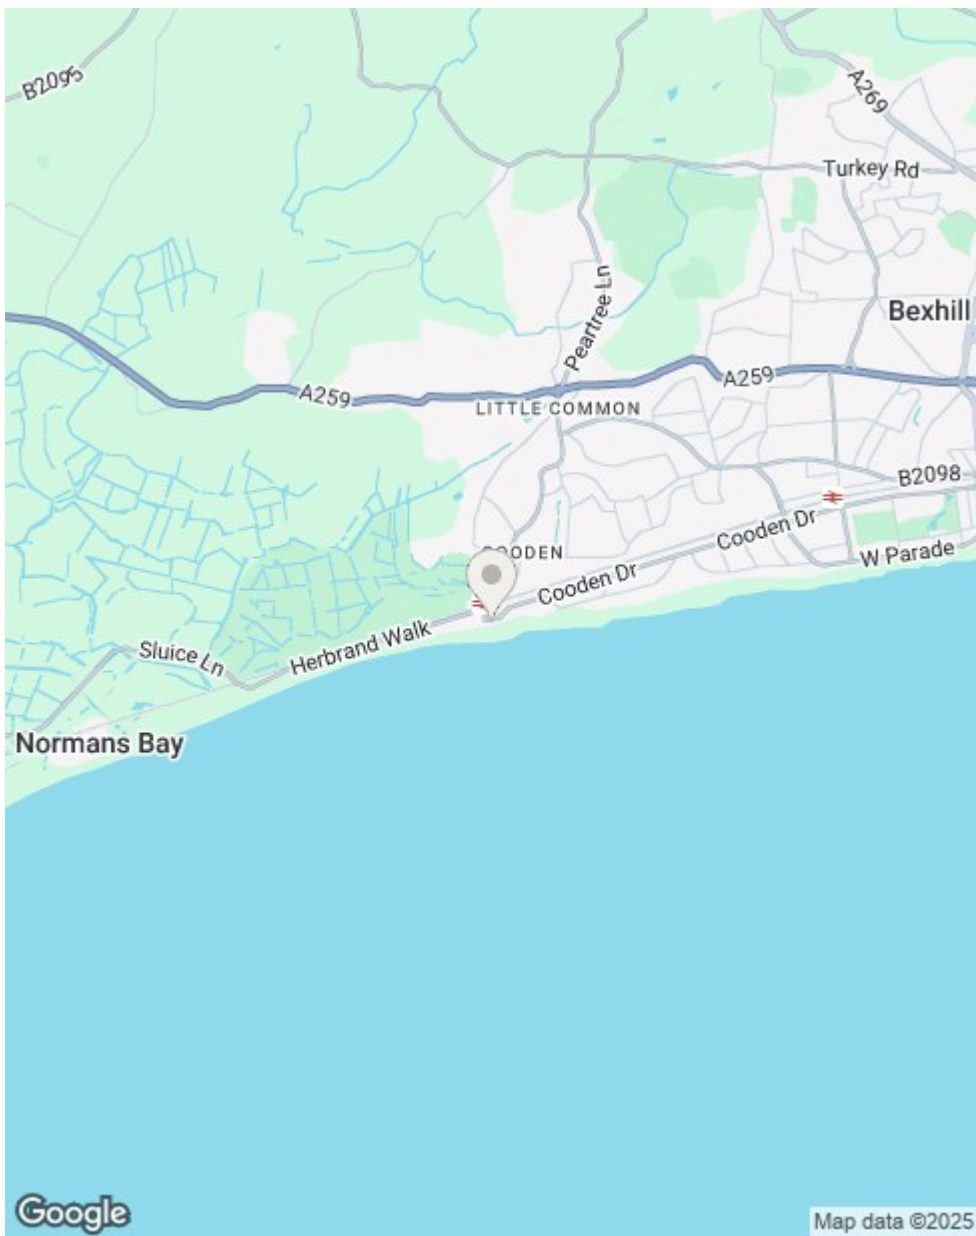 B2095
A269
Turkey Rd
Peartree Ln
Bexhill
A259
A259
LITTLE COMMON
B2098
Cooden Dr
W Parade
COODEN
Cooden Dr
Herbrand Walk
Sluice Ln
Normans Bay
Google
Map data ©2025